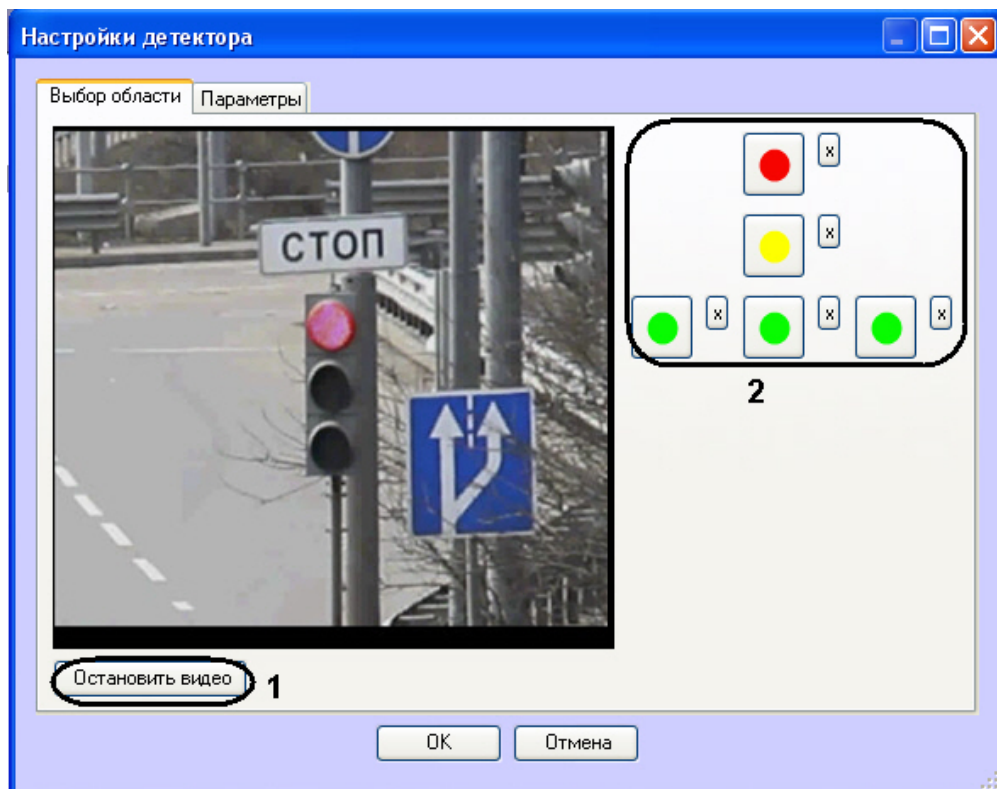 Настройки детектора
Выбор области
Параметры
СТОП
x
x
x
x
x
2
Остановить видео
1
OK
Отмена